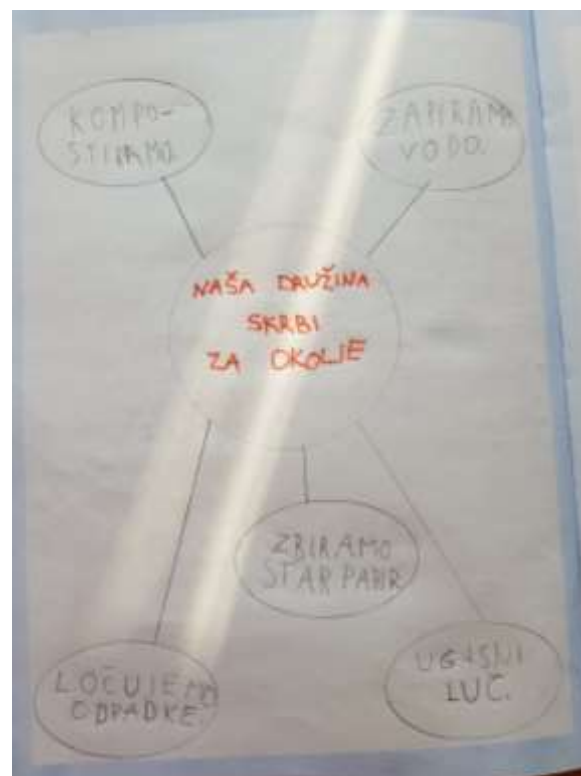 KOMPO-
STIRAMO.
ZAPIRAMO
VODO.
NAŠA DRUŽINA
SKRBI
ZA OKOLJE
ZBIRAMO
STAR PAPIR
LOČUJEMO
ODPADKE.
UGASNI
LUČ.